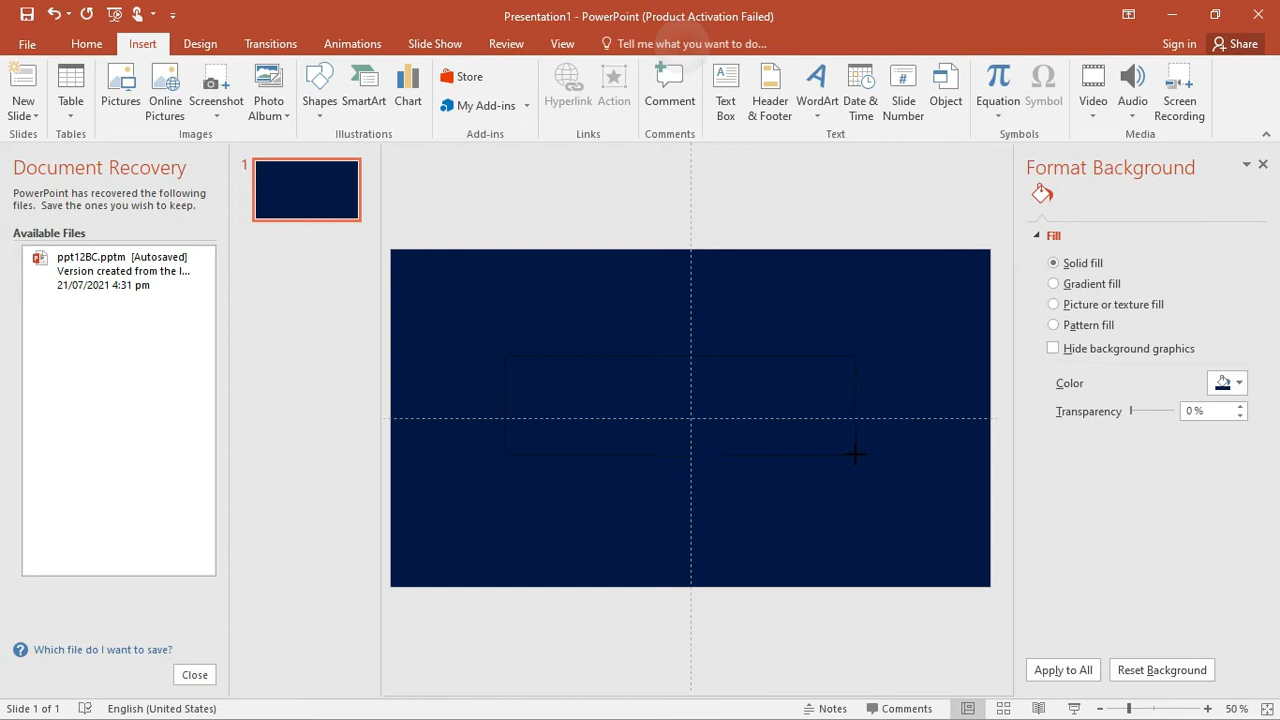 Presentation1 - PowerPoint (Product Activation Failed)
File
Home
Insert
Design
Transitions
Animations
Slide Show
Review
View
Tell me what you want to do...
Sign in
Share
New
Slide
Slides
Table
Tables
Pictures
Online
Pictures
Screenshot
Photo
Album
Images
Shapes
SmartArt
Chart
Illustrations
Store
My Add-ins
Add-ins
Hyperlink
Action
Links
Comment
Comments
Text
Box
Header
& Footer
WordArt
Date &
Time
Slide
Number
Object
Text
Equation
Symbol
Symbols
Video
Audio
Screen
Recording
Media
Document Recovery
PowerPoint has recovered the following
files. Save the ones you wish to keep.
Available Files
ppt12BC.pptm [Autosaved]
Version created from the l...
21/07/2021 4:31 pm
Which file do I want to save?
Close
1
Format Background
Fill
Solid fill
Gradient fill
Picture or texture fill
Pattern fill
Hide background graphics
Color
Transparency
0 %
Apply to All
Reset Background
Slide 1 of 1
English (United States)
Notes
Comments
50 %